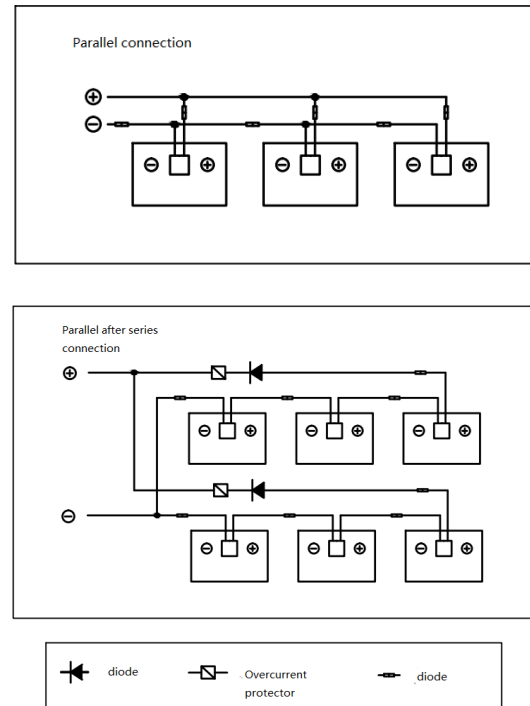 Parallel connection
Parallel after series
connection
diode
Overcurrent
protector
diode